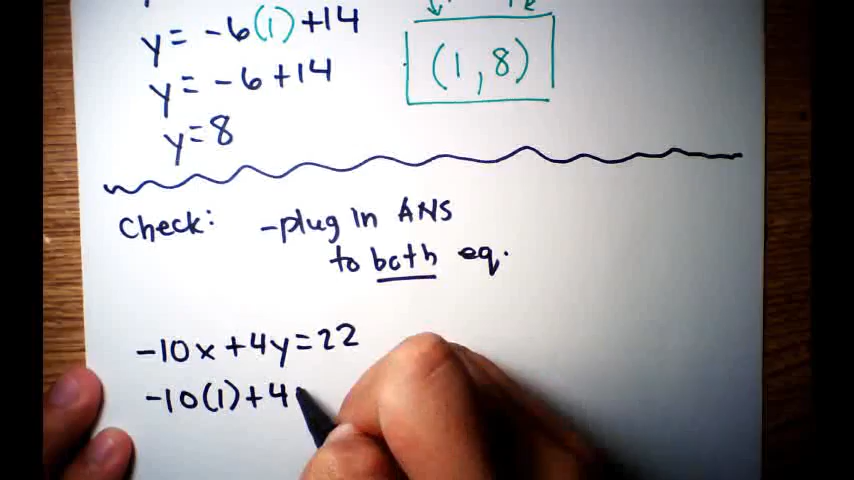 y = -6(1) +14
(1, 8)
y = -6 +14
y = 8
Check: -plug in ANS
to both eq.
-10x +4y = 22
-10(1) +4